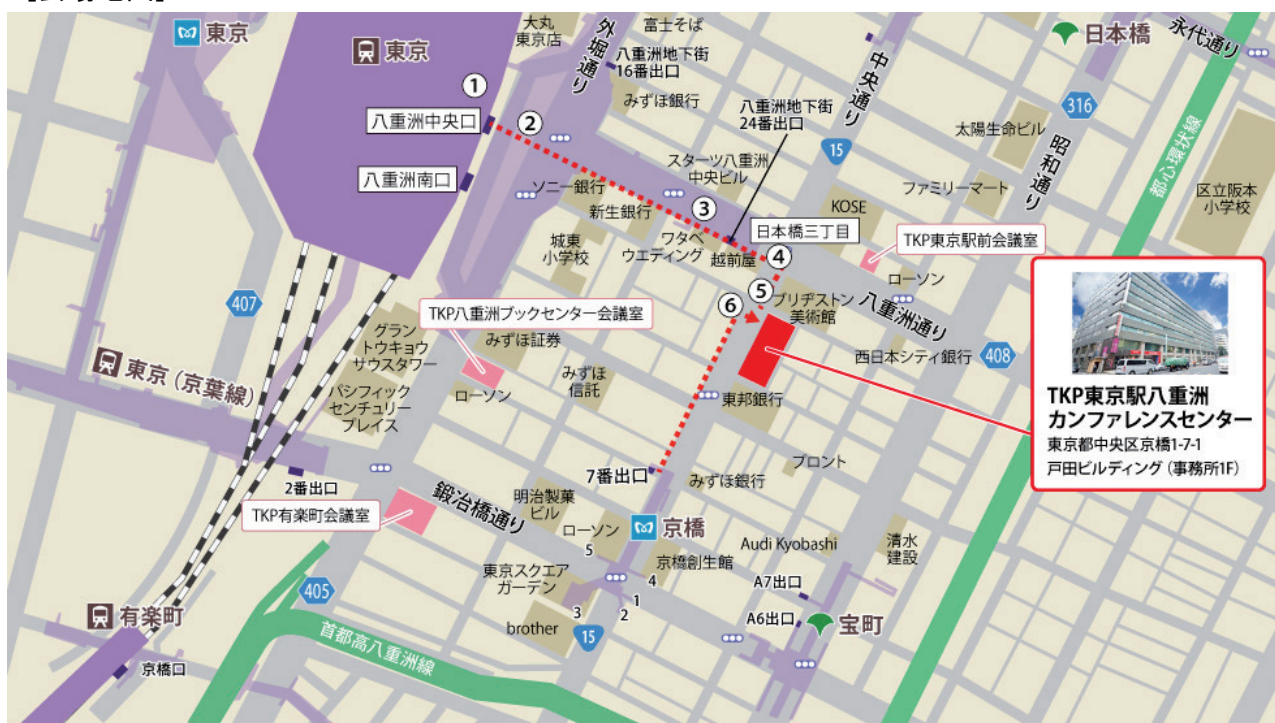 東京
東京
大丸
東京店
富士そば
外堀通り
八重洲地下街
16番出口
みずほ銀行
中央通り
日本橋
永代通り
①
八重洲中央口
②
八重洲地下街
24番出口
15
316
太陽生命ビル
昭和通り
都心環状線
区立阪本
小学校
八重洲南口
ソニー銀行
新生銀行
スターツ八重洲
中央ビル
③
ファミリーマート
KOSE
日本橋三丁目
TKP東京駅前会議室
城東
小学校
ワタベ
ウエディング
越前屋
④
ローソン
407
⑤
⑥
ブリヂストン
美術館
八重洲通り
TKP八重洲ブックセンター会議室
グラン
トウキョウ
サウスタワー
みずほ証券
西日本シティ銀行
408
東京(京葉線)
パシフィック
センチュリー
プレイス
ローソン
みずほ
信託
東邦銀行
TKP東京駅八重洲
カンファレンスセンター
東京都中央区京橋1-7-1
戸田ビルディング (事務所1F)
2番出口
7番出口
みずほ銀行
プロント
TKP有楽町会議室
鍛冶橋通り
明治製菓
ビル
ローソン
5
京橋
Audi Kyobashi
清水
建設
405
東京スクエア
ガーデン
京橋創生館
4
A7出口
有楽町
3
1
2
A6出口
宝町
brother
15
首都高八重洲線
京橋口